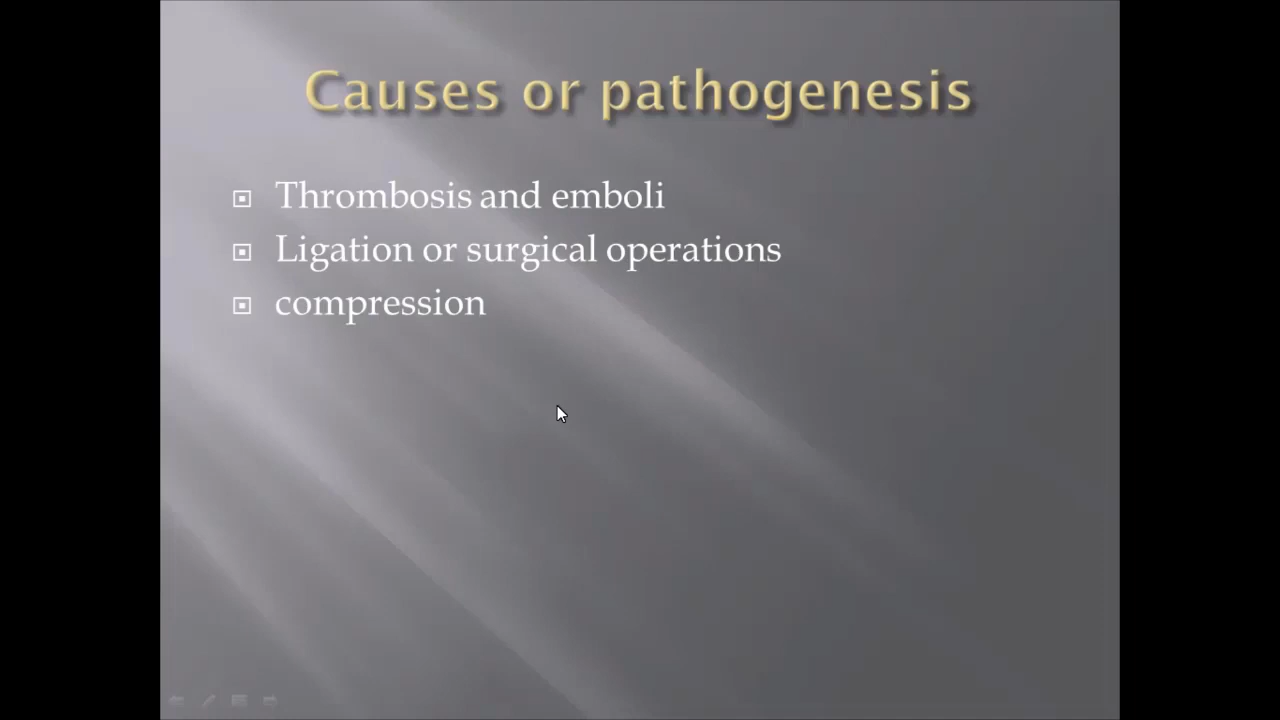 Causes or pathogenesis
Thrombosis and emboli
Ligation or surgical operations
compression